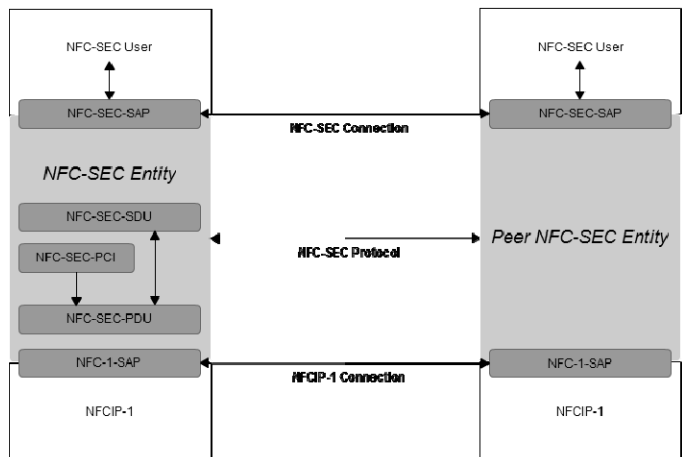 NFC-SEC User
NFC-SEC User
NFC-SEC-SAP
NFC-SEC-SAP
NFC-SEC Connection
NFC-SEC Entity
NFC-SEC-SDU
Peer NFC-SEC Entity
NFC-SEC Protocol
NFC-SEC-PCI
NFC-SEC-PDU
NFC-1-SAP
NFC-1-SAP
NFCIP-1 Connection
NFCIP-1
NFCIP-1